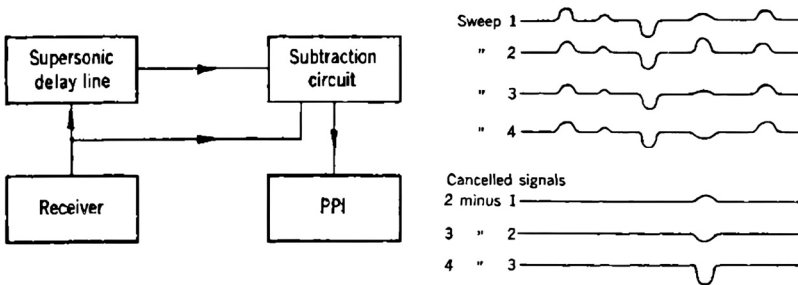 Supersonic
delay line
Subtraction
circuit
Receiver
PPI
Sweep 1
" 2
" 3
" 4
Cancelled signals
2 minus 1
3 " 2
4 " 3